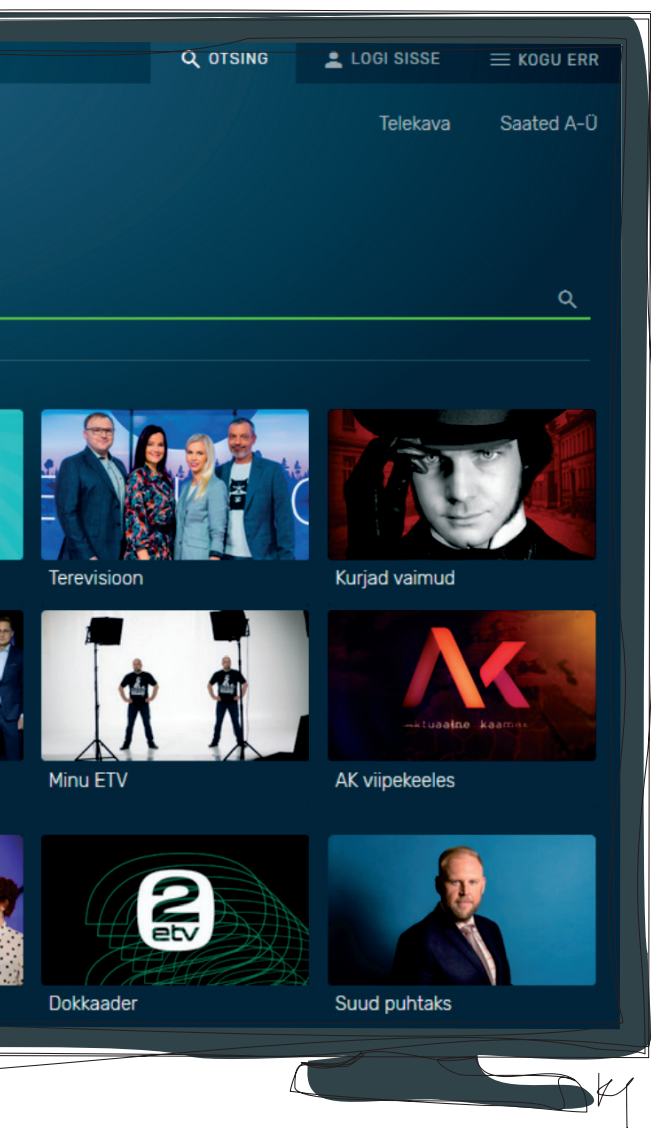 OTSING LOGI SISSE KOGU ERR
Telekava Saated A-Ü
Terevisioon Kurjad vaimud
AK
aktuaalne kaamera
Minu ETV AK viipekeeles
2
etv
Dokkaader Suud puhtaks